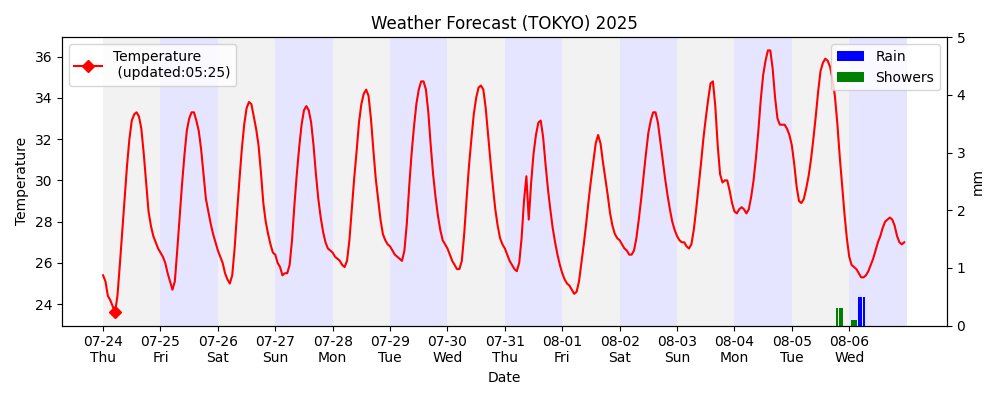 Weather Forecast (TOKYO) 2025
Temperature
(updated:05:25)
Rain
Showers
Temperature
36
34
32
30
28
26
24
5
4
3
2
1
0
mm
07-24 07-25 07-26 07-27 07-28 07-29 07-30 07-31 08-01 08-02 08-03 08-04 08-05 08-06
Thu Fri Sat Sun Mon Tue Wed Thu Fri Sat Sun Mon Tue Wed
Date